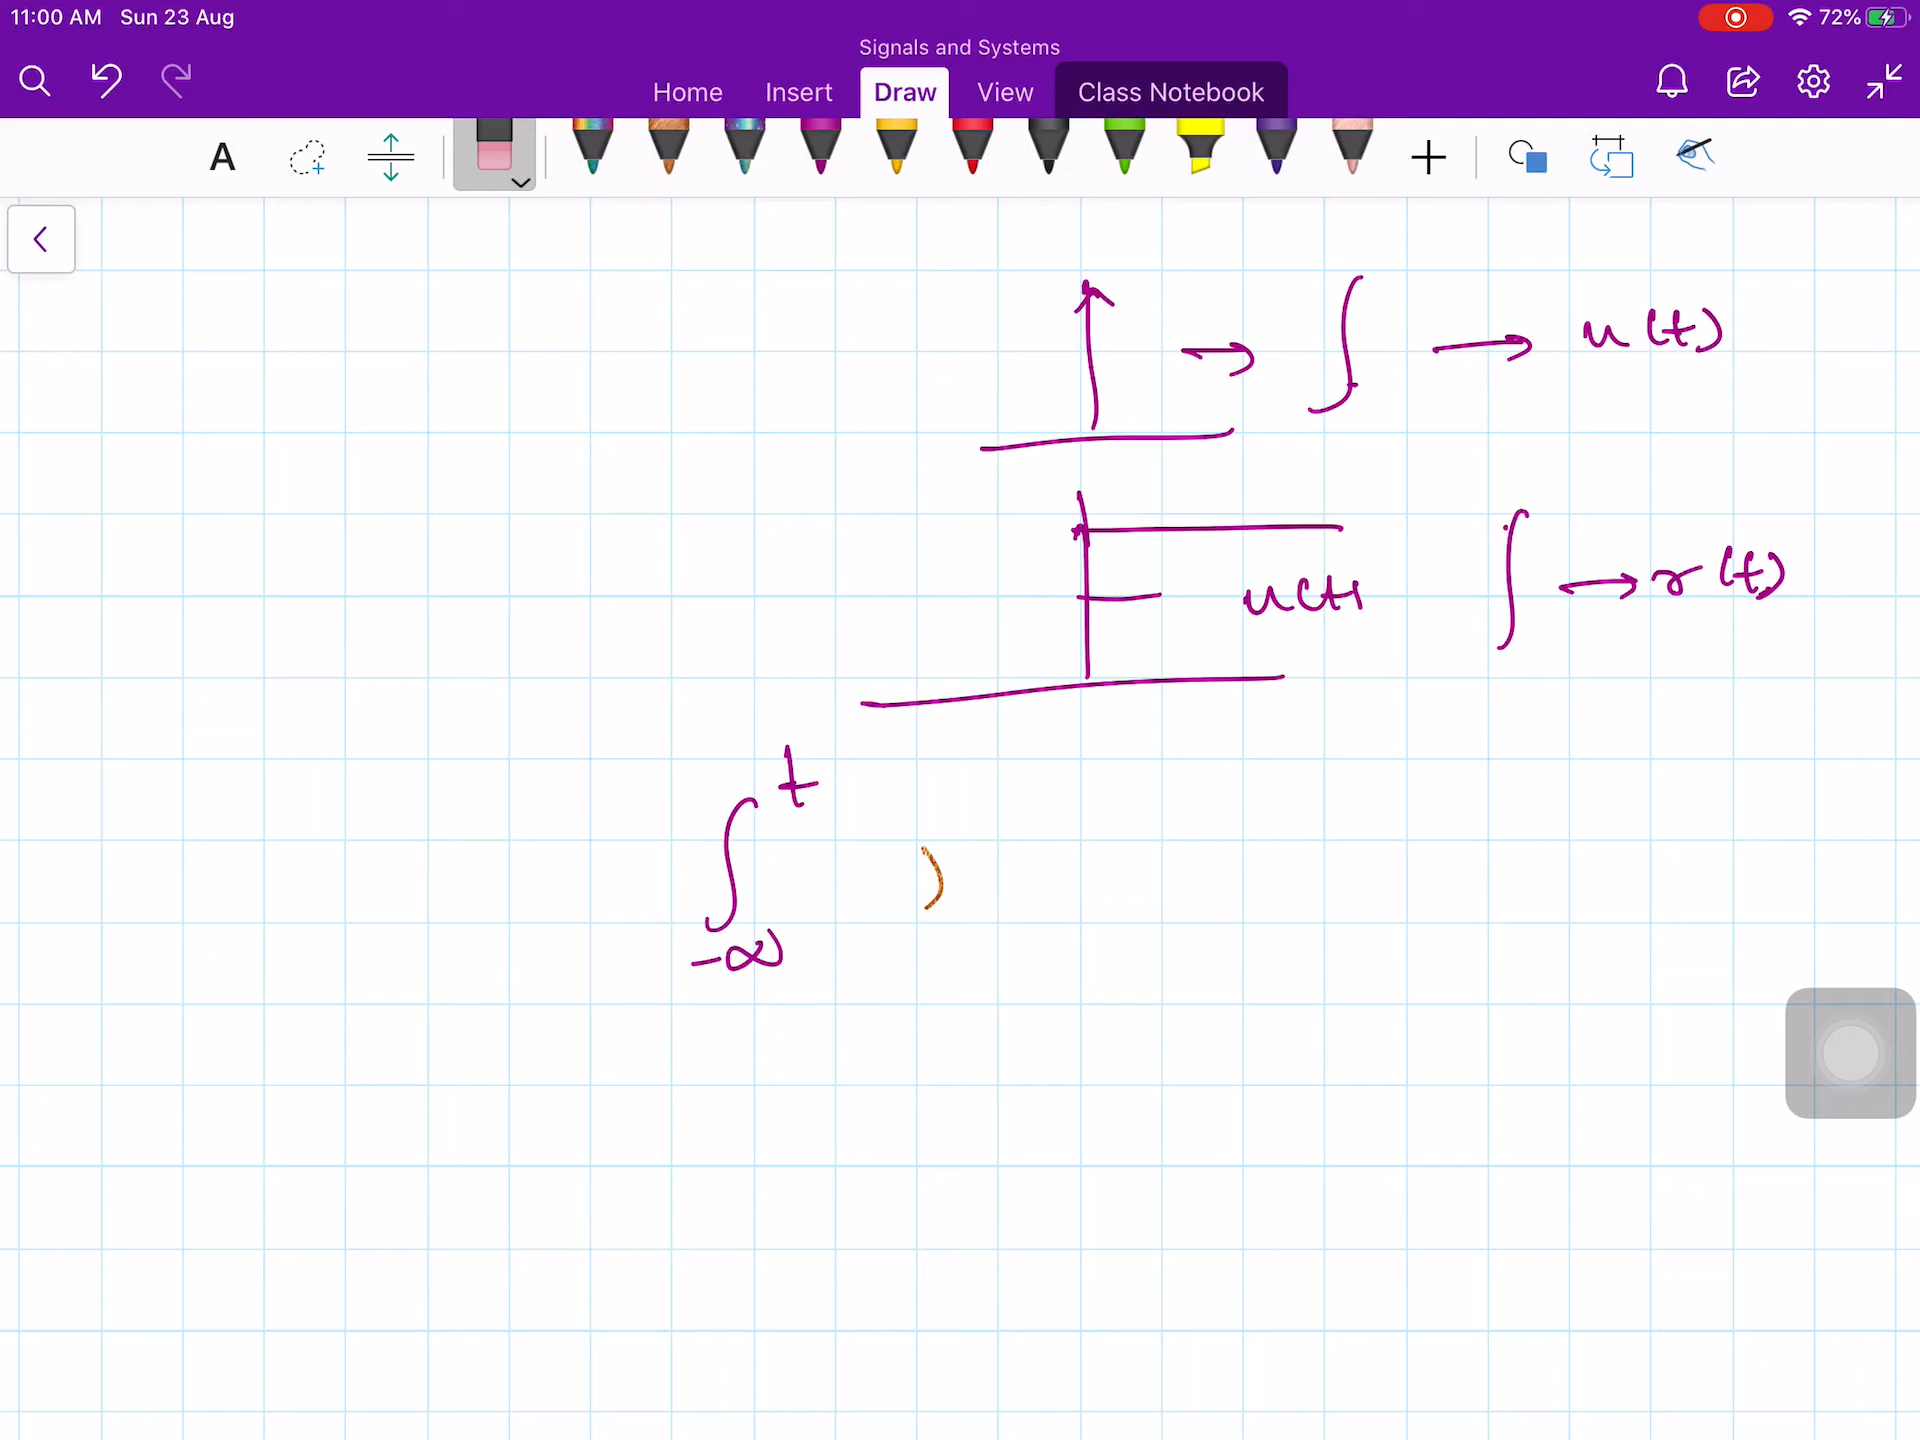 11:00 AM Sun 23 Aug 72%
Signals and Systems
Home Insert Draw View Class Notebook
A
→ ∫ → u(t)
u(t) ∫ → r(t)
∫ t
-∞ )